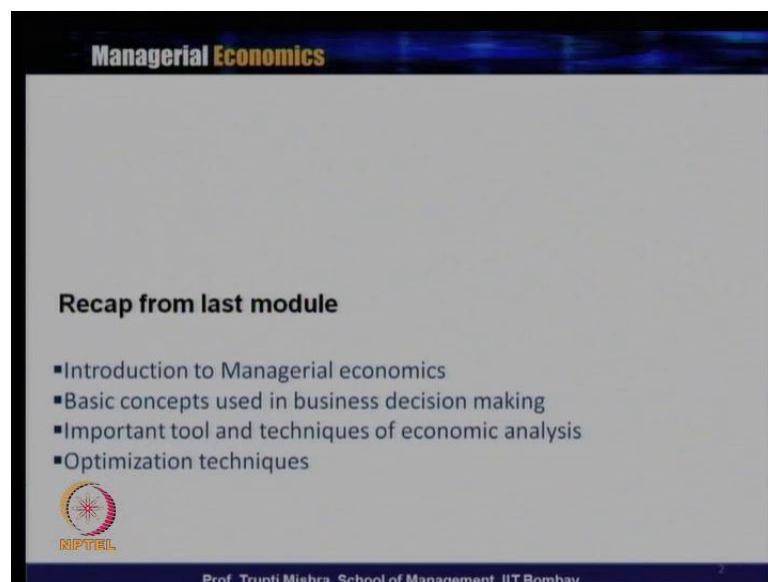 Managerial Economics
Recap from last module
▪Introduction to Managerial economics
▪Basic concepts used in business decision making
▪Important tool and techniques of economic analysis
▪Optimization techniques
NPTEL
2
Prof. Trupti Mishra, School of Management, IIT Bombay